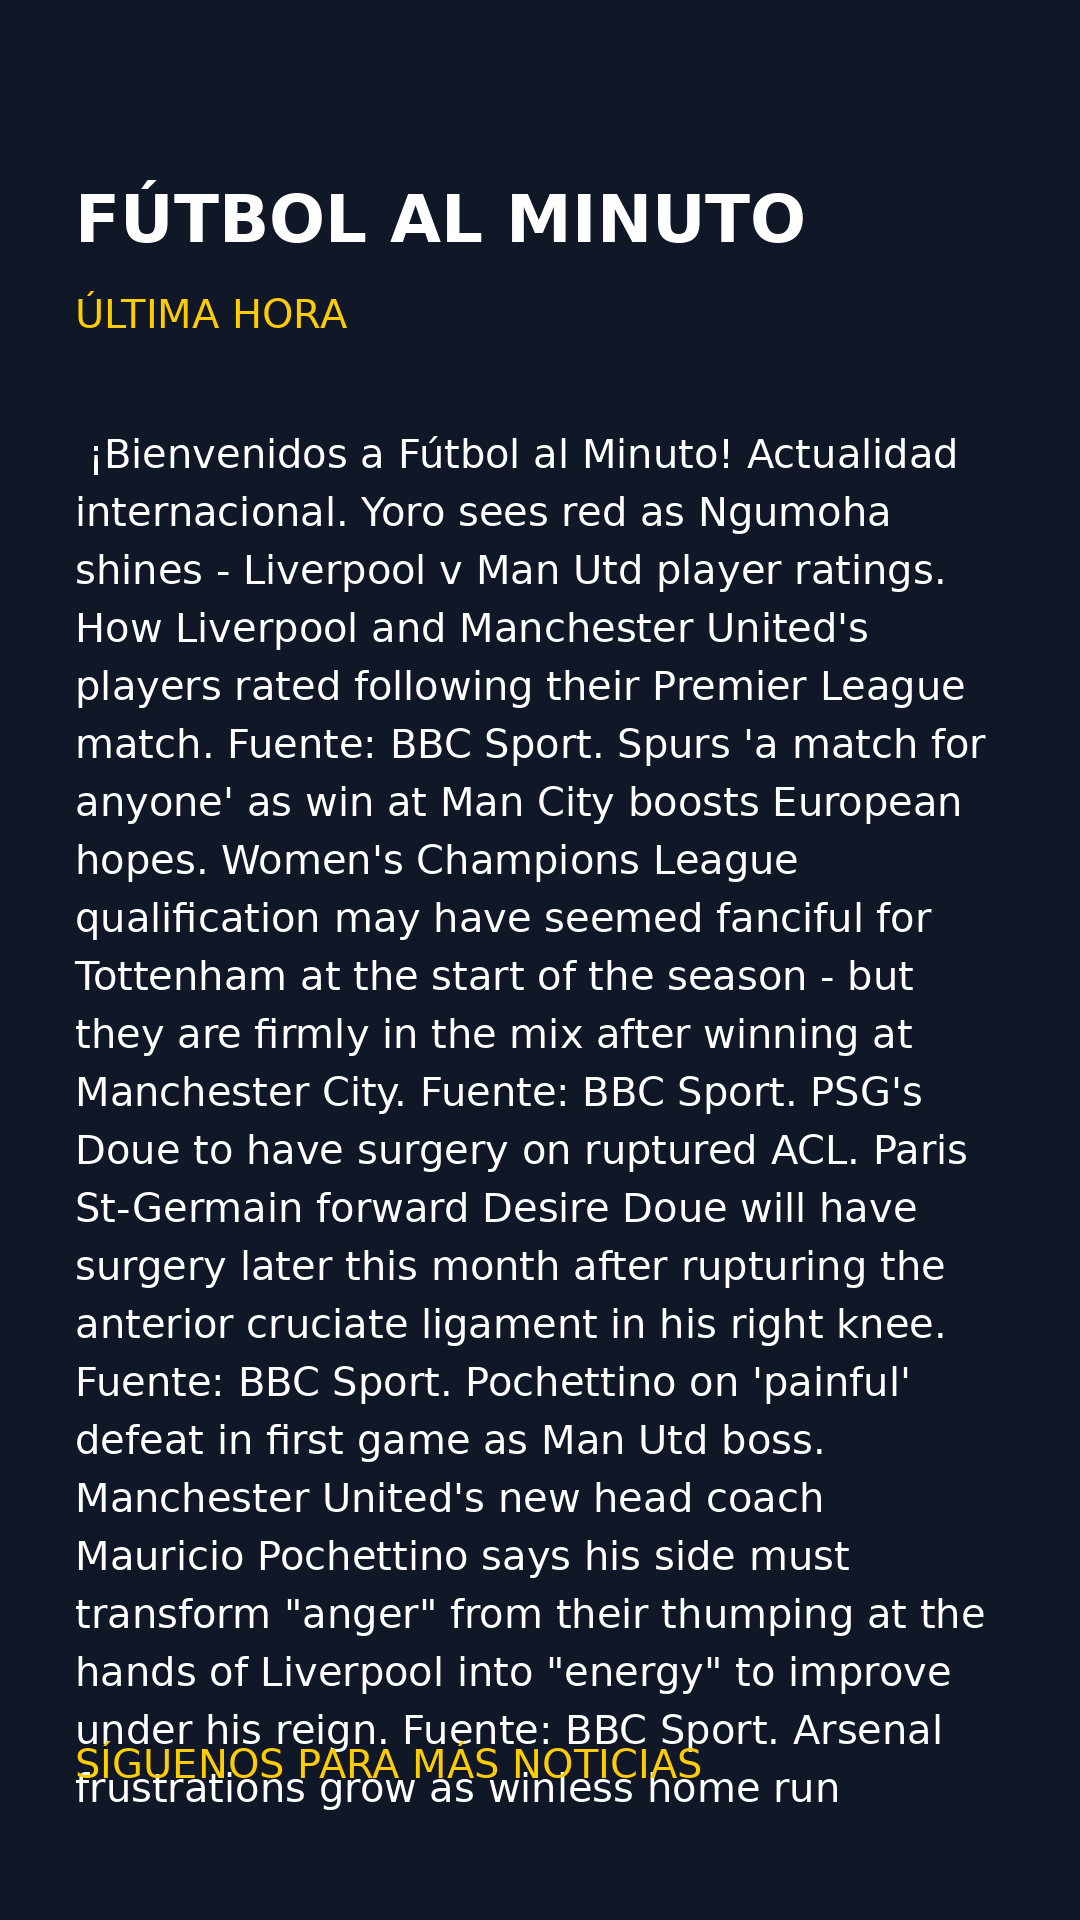 FÚTBOL AL MINUTO
ÚLTIMA HORA
¡Bienvenidos a Fútbol al Minuto! Actualidad
internacional. Yoro sees red as Ngumoha
shines - Liverpool v Man Utd player ratings.
How Liverpool and Manchester United's
players rated following their Premier League
match. Fuente: BBC Sport. Spurs 'a match for
anyone' as win at Man City boosts European
hopes. Women's Champions League
qualification may have seemed fanciful for
Tottenham at the start of the season - but
they are firmly in the mix after winning at
Manchester City. Fuente: BBC Sport. PSG's
Doue to have surgery on ruptured ACL. Paris
St-Germain forward Desire Doue will have
surgery later this month after rupturing the
anterior cruciate ligament in his right knee.
Fuente: BBC Sport. Pochettino on 'painful'
defeat in first game as Man Utd boss.
Manchester United's new head coach
Mauricio Pochettino says his side must
transform "anger" from their thumping at the
hands of Liverpool into "energy" to improve
under his reign. Fuente: BBC Sport. Arsenal
SÍGUENOS PARA MÁS NOTICIAS
frustrations grow as winless home run